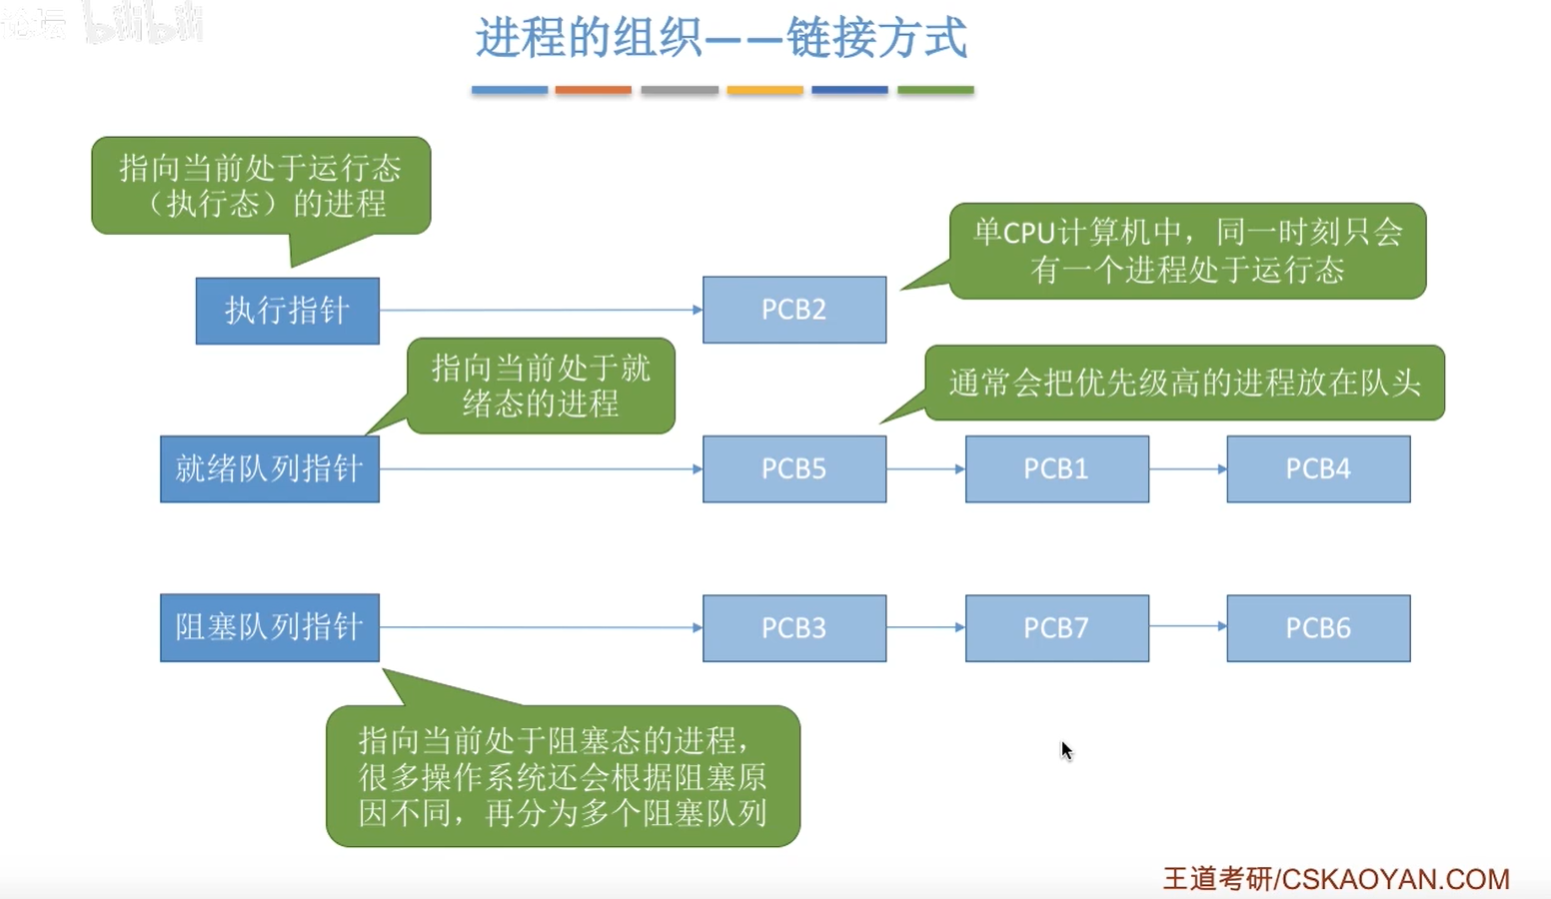 论坛 bilibili
进程的组织——链接方式
指向当前处于运行态
（执行态）的进程
单CPU计算机中，同一时刻只会
有一个进程处于运行态
执行指针
PCB2
指向当前处于就
绪态的进程
通常会把优先级高的进程放在队头
就绪队列指针
PCB5
PCB1
PCB4
阻塞队列指针
PCB3
PCB7
PCB6
指向当前处于阻塞态的进程，
很多操作系统还会根据阻塞原
因不同，再分为多个阻塞队列
王道考研/CSKAOYAN.COM